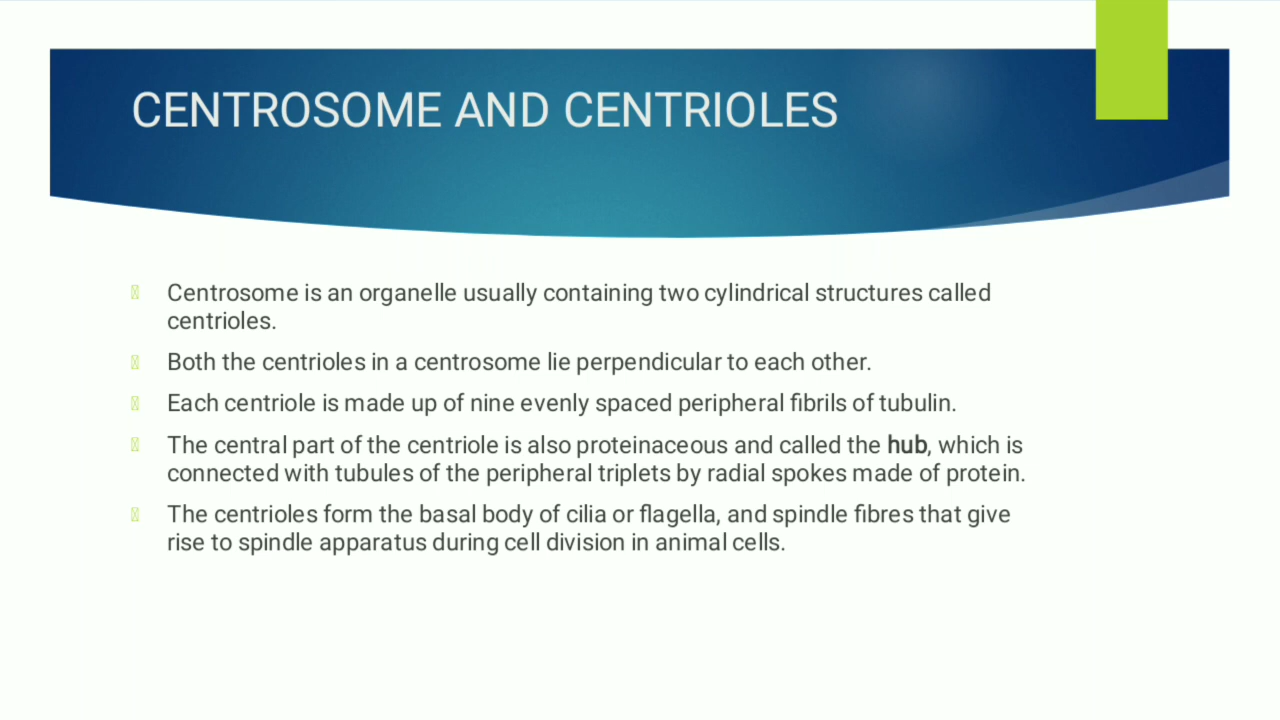 CENTROSOME AND CENTRIOLES
Centrosome is an organelle usually containing two cylindrical structures called
centrioles.
Both the centrioles in a centrosome lie perpendicular to each other.
Each centriole is made up of nine evenly spaced peripheral fibrils of tubulin.
The central part of the centriole is also proteinaceous and called the hub, which is
connected with tubules of the peripheral triplets by radial spokes made of protein.
The centrioles form the basal body of cilia or flagella, and spindle fibres that give
rise to spindle apparatus during cell division in animal cells.